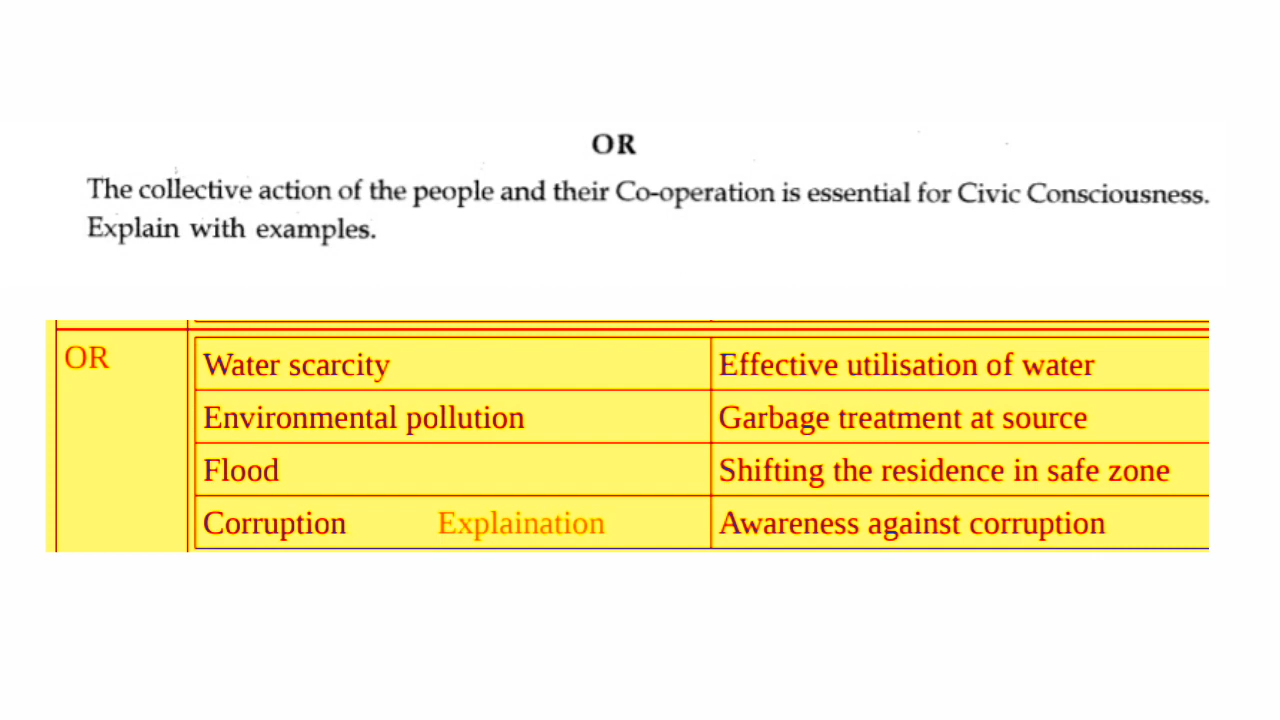 OR
The collective action of the people and their Co-operation is essential for Civic Consciousness.
Explain with examples.
OR
Water scarcity Effective utilisation of water
Environmental pollution Garbage treatment at source
Flood Shifting the residence in safe zone
Corruption Explaination Awareness against corruption